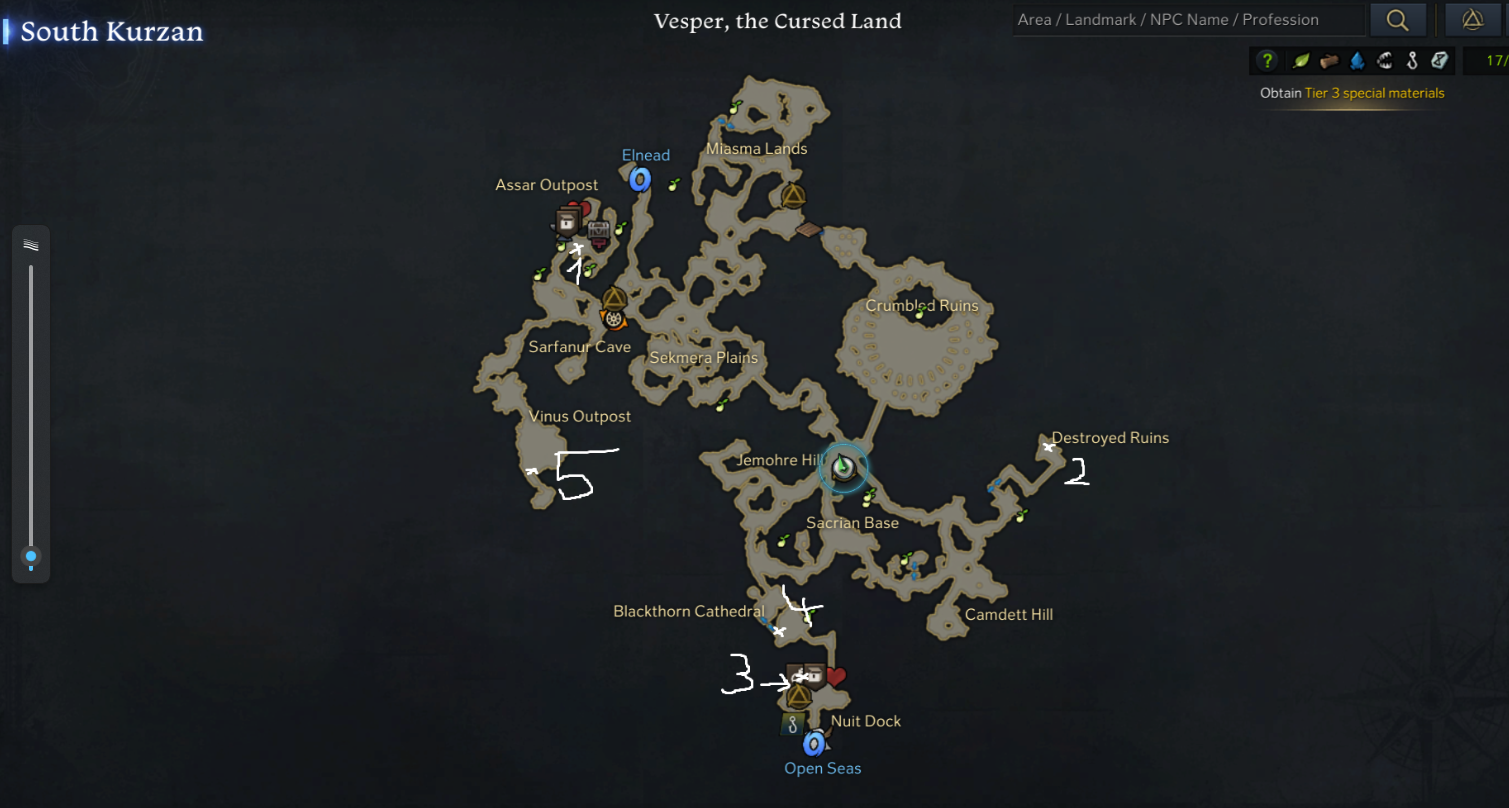 South Kurzan
Vesper, the Cursed Land
Area / Landmark / NPC Name / Profession
?
17/
Obtain Tier 3 special materials
Miasma Lands
Elnead
Assar Outpost
1
Crumbled Ruins
Sarfanur Cave
Sekmera Plains
Vinus Outpost
5
Destroyed Ruins
2
Jemohre Hill
Sacrian Base
4
Blackthorn Cathedral
Camdett Hill
3
Nuit Dock
Open Seas